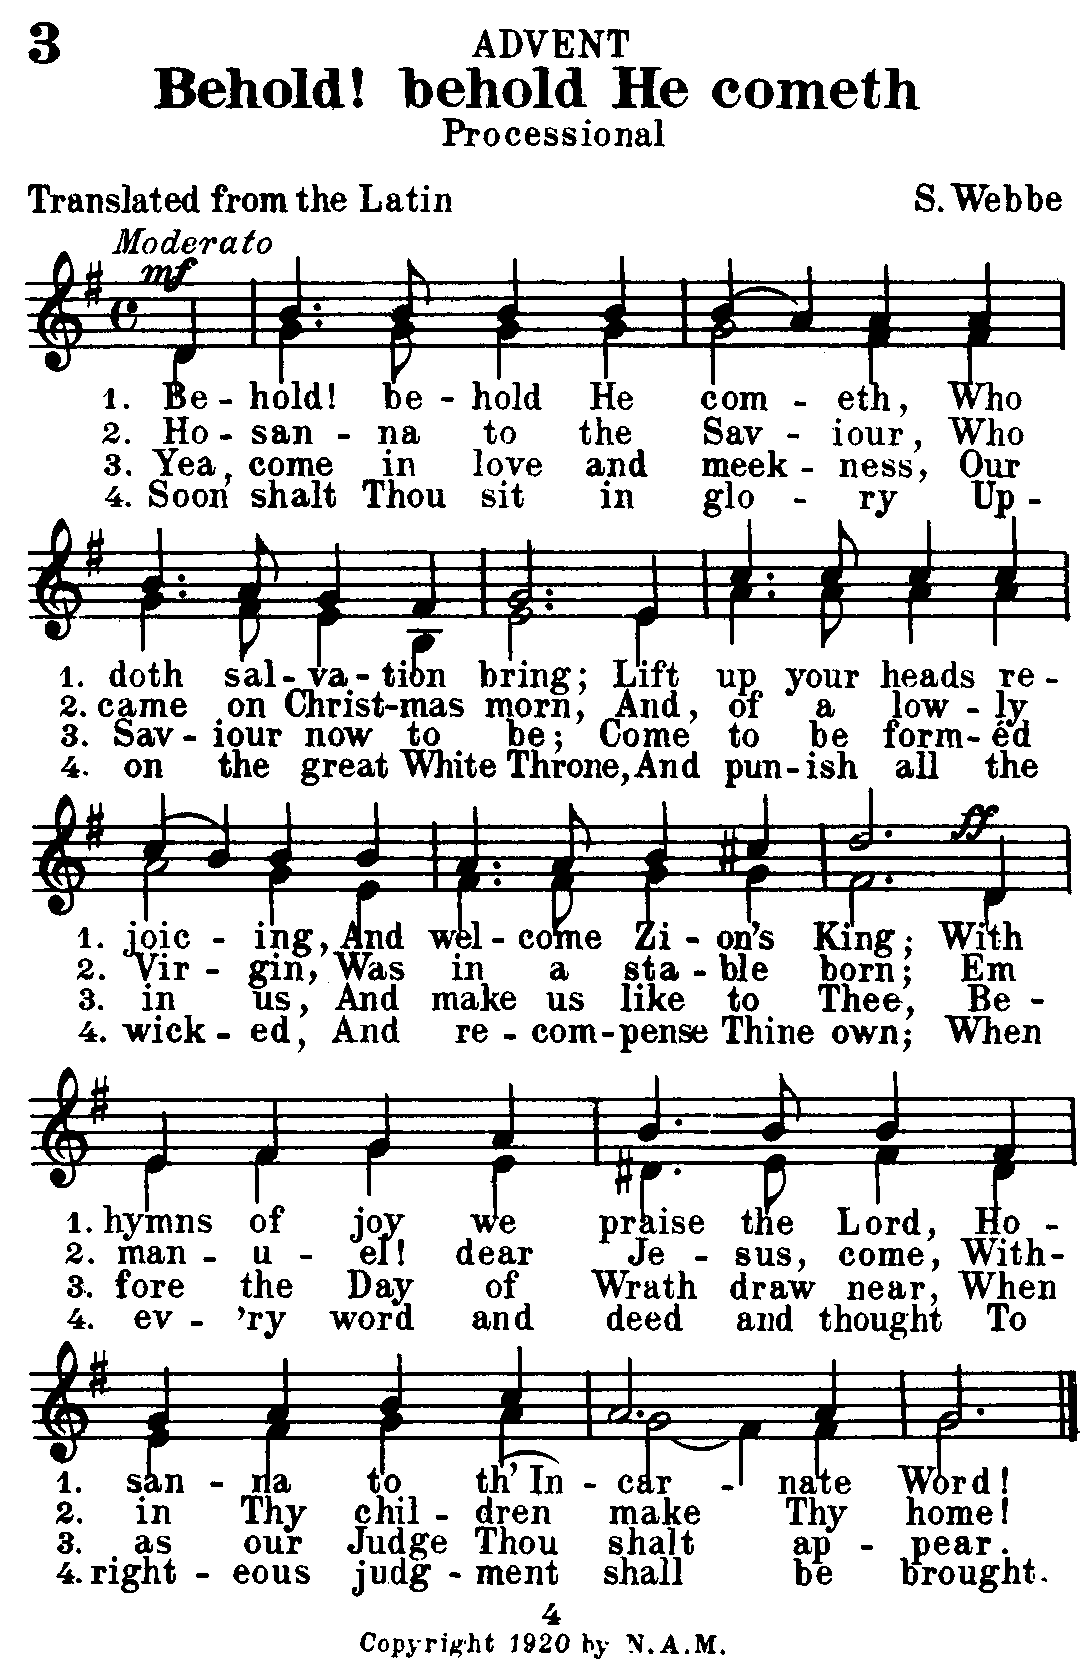 3
ADVENT
Behold! behold He cometh
Processional
Translated from the Latin S. Webbe
Moderato
mf
1. Be - hold! be - hold He com - eth, Who
2. Ho - san - na to the Sav - iour, Who
3. Yea, come in love and meek - ness, Our
4. Soon shalt Thou sit in glo - ry Up -
1. doth sal - va - tion bring; Lift up your heads re -
2. came on Christ-mas morn, And, of a low - ly
3. Sav - iour now to be; Come to be form - ed
4. on the great White Throne, And pun - ish all the
ff
1. joic - ing, And wel - come Zi - on's King; With
2. Vir - gin, Was in a sta - ble born; Em
3. in us, And make us like to Thee, Be -
4. wick - ed, And re - com - pense Thine own; When
1. hymns of joy we praise the Lord, Ho -
2. man - u - el! dear Je - sus, come, With-
3. fore the Day of Wrath draw near, When
4. ev - 'ry word and deed and thought To
1. san - na to th' In - car - nate Word!
2. in Thy chil - dren make Thy home!
3. as our Judge Thou shalt ap - pear.
4. right - eous judg - ment shall be brought.
4
Copyright 1920 by N. A. M.